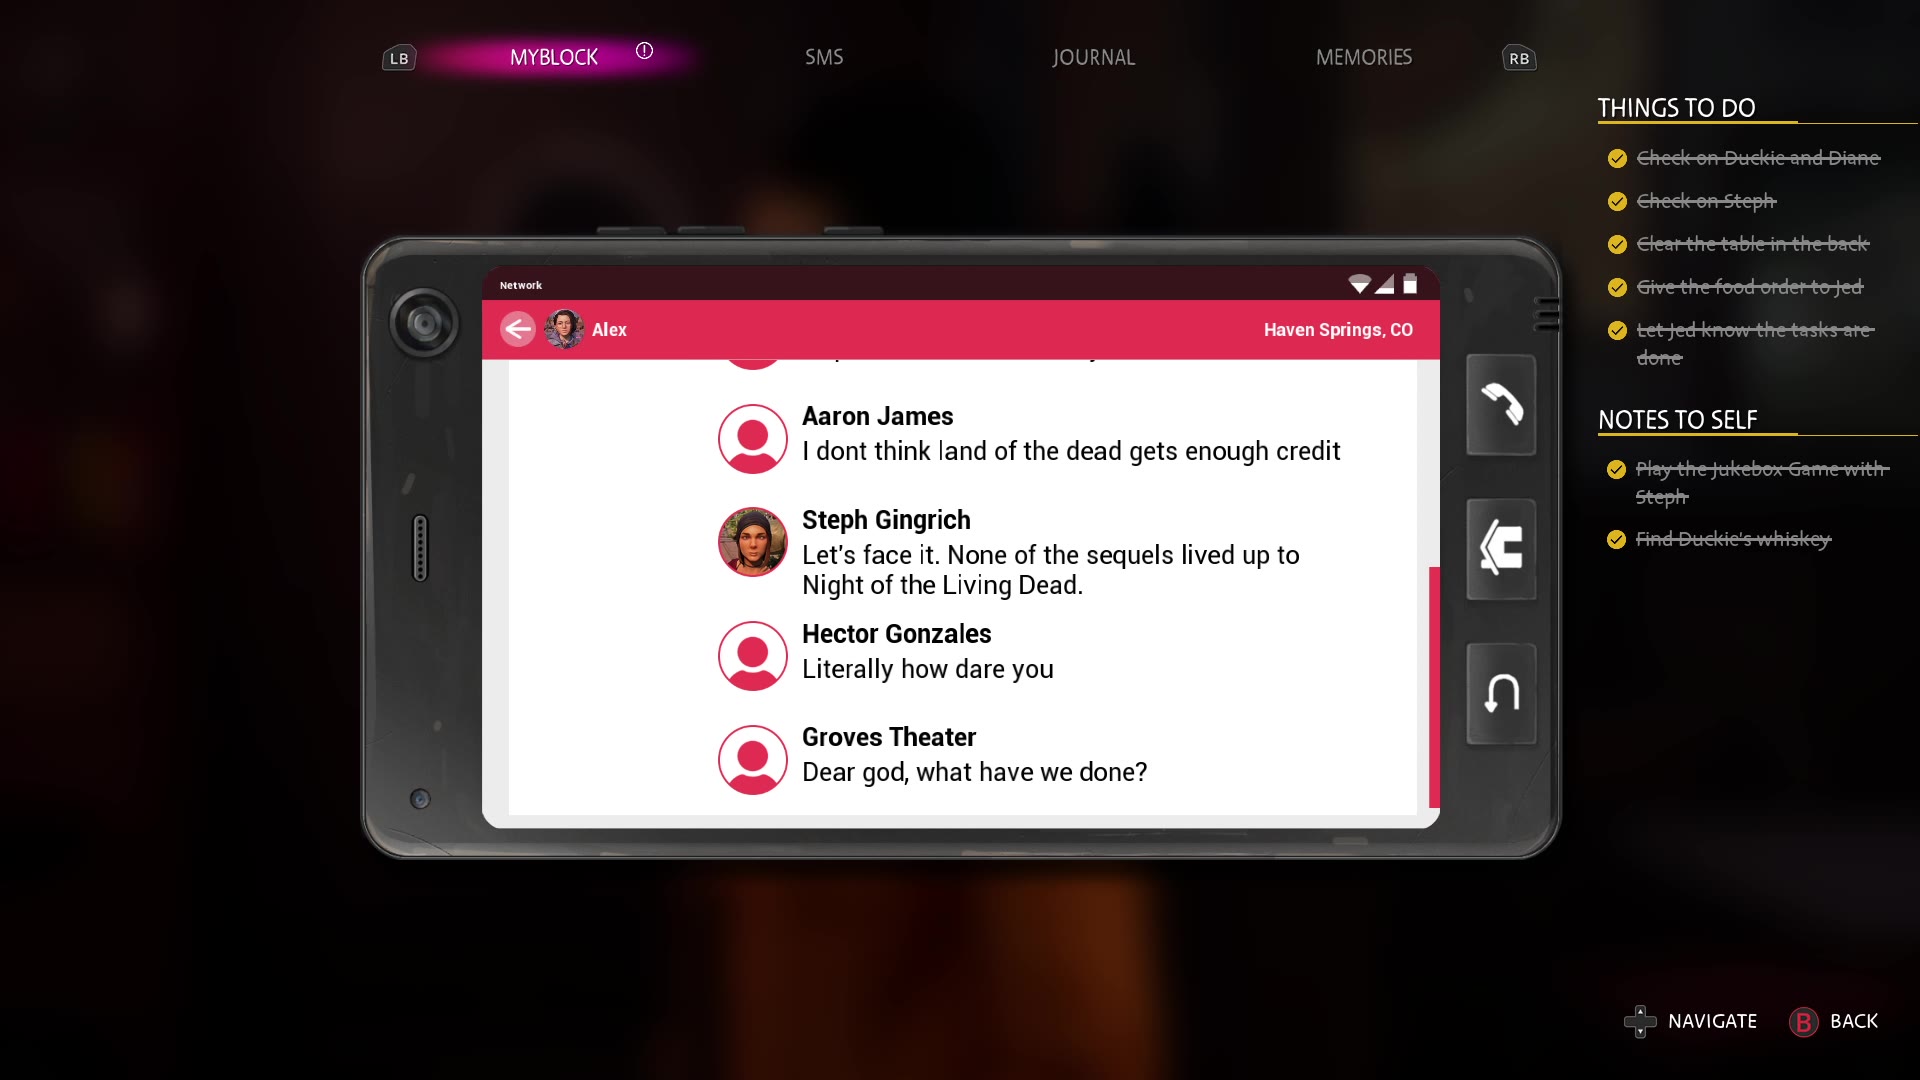 LB
MYBLOCK
SMS
JOURNAL
MEMORIES
RB
THINGS TO DO
Check on Duckie and Diane
Check on Steph
Clear the table in the back
Give the food order to Jed
Let Jed know the tasks are
done
NOTES TO SELF
Play the Jukebox Game with
Steph
Find Duckie's whiskey
Network
Alex
Haven Springs, CO
Aaron James
I dont think land of the dead gets enough credit
Steph Gingrich
Let's face it. None of the sequels lived up to
Night of the Living Dead.
Hector Gonzales
Literally how dare you
Groves Theater
Dear god, what have we done?
NAVIGATE
B BACK